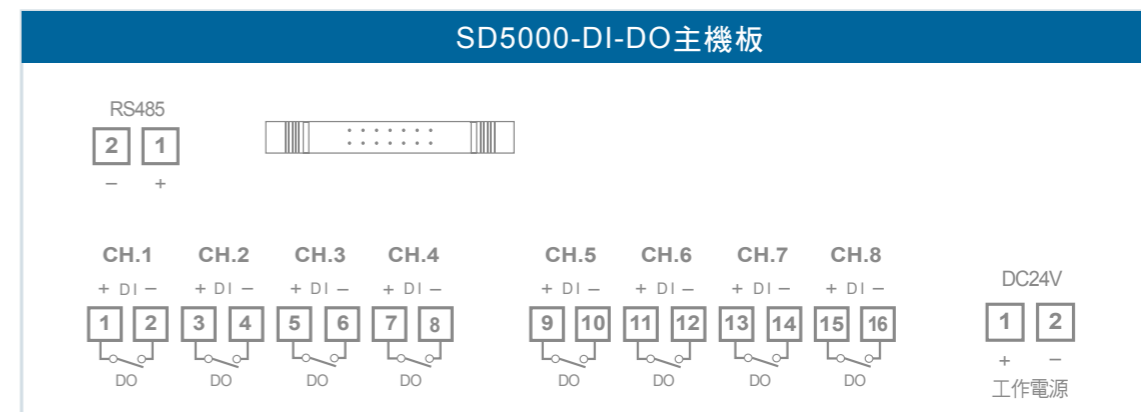 SD5000-DI-DO主機板
RS485
2 1
− +
CH.1 CH.2 CH.3 CH.4 CH.5 CH.6 CH.7 CH.8
+ DI − + DI − + DI − + DI − + DI − + DI − + DI − + DI −
1 2 3 4 5 6 7 8 9 10 11 12 13 14 15 16
DO DO DO DO DO DO DO DO
DC24V
1 2
+ −
工作電源